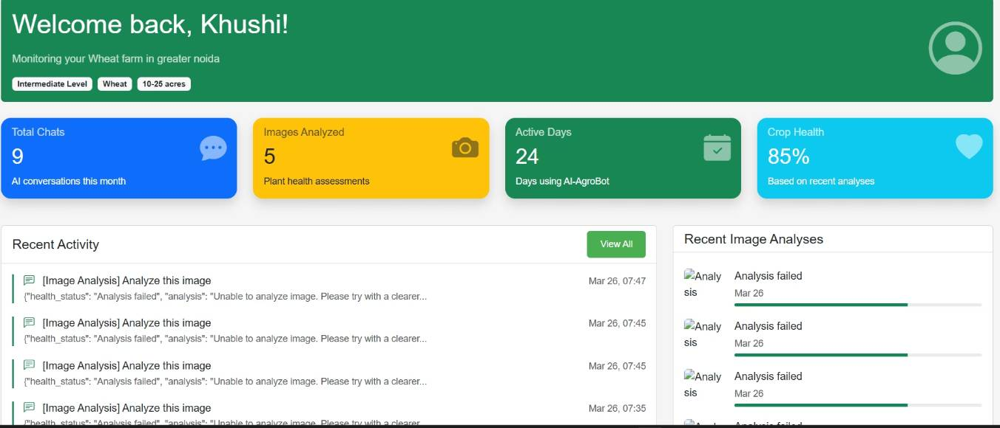 Welcome back, Khushi!
Monitoring your Wheat farm in greater noida
Intermediate Level Wheat 10-25 acres
Total Chats
9
AI conversations this month
Images Analyzed
5
Plant health assessments
Active Days
24
Days using AI-AgroBot
Crop Health
85%
Based on recent analyses
Recent Activity
View All
[Image Analysis] Analyze this image
Mar 26, 07:47
{"health_status": "Analysis failed", "analysis": "Unable to analyze image. Please try with a clearer...
[Image Analysis] Analyze this image
Mar 26, 07:45
{"health_status": "Analysis failed", "analysis": "Unable to analyze image. Please try with a clearer...
[Image Analysis] Analyze this image
Mar 26, 07:45
{"health_status": "Analysis failed", "analysis": "Unable to analyze image. Please try with a clearer...
[Image Analysis] Analyze this image
Mar 26, 07:35
{"health_status": "Analysis failed", "analysis": "Unable to analyze image. Please try with a clearer...
Recent Image Analyses
Analy
sis
Analysis failed
Mar 26
Analy
sis
Analysis failed
Mar 26
Analy
sis
Analysis failed
Mar 26
Analy
Analysis failed